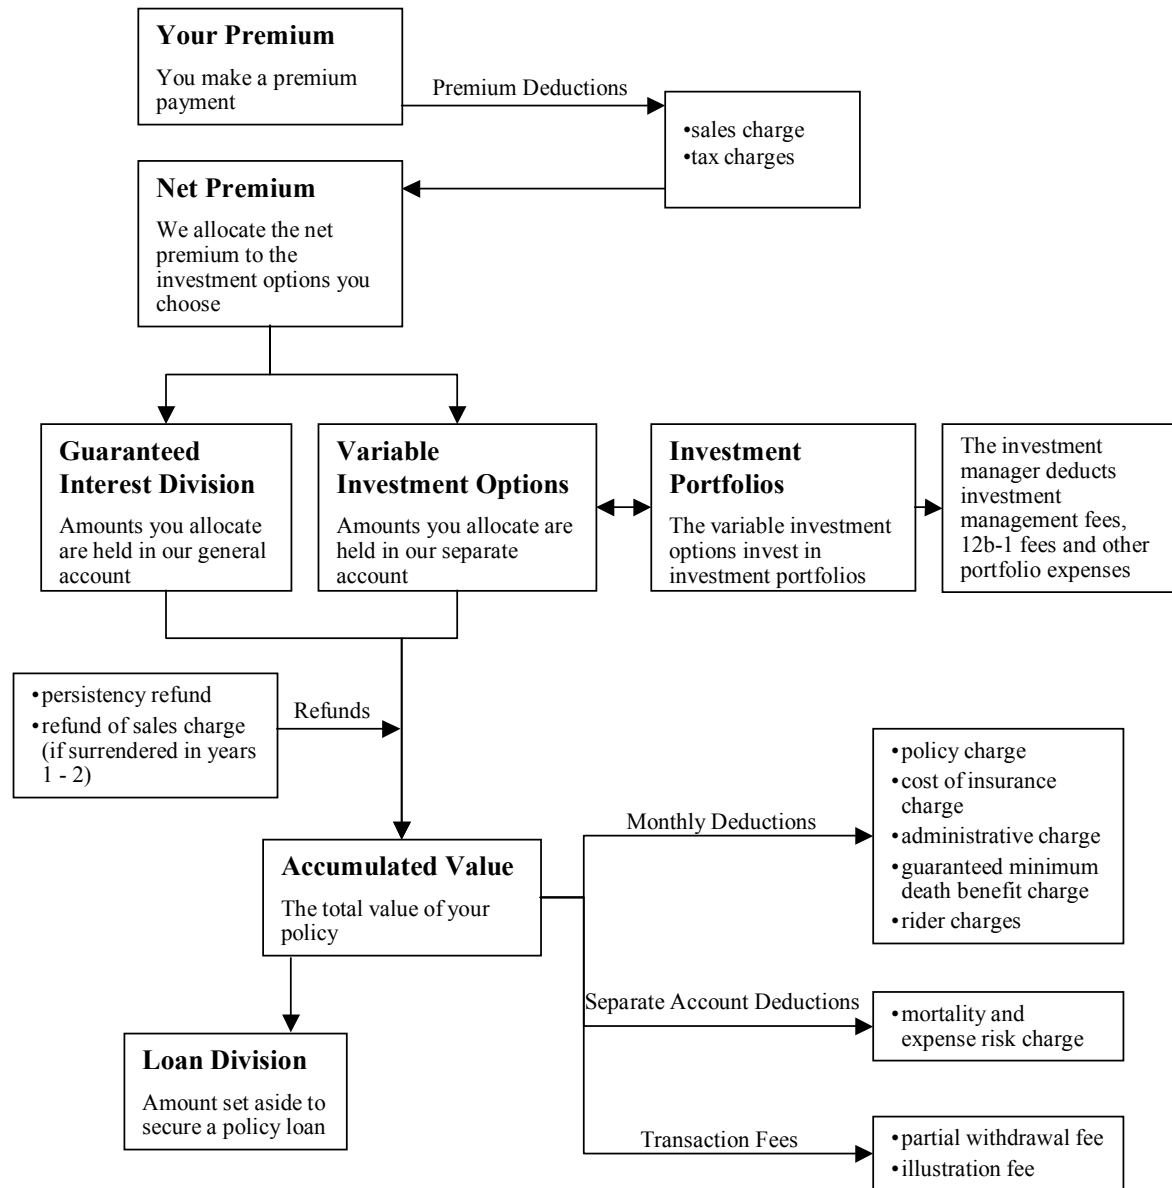 Your Premium
You make a premium
payment
Premium Deductions
•sales charge
•tax charges
Net Premium
We allocate the net
premium to the
investment options you
choose
Guaranteed
Interest Division
Amounts you allocate
are held in our general
account
Variable
Investment Options
Amounts you allocate are
held in our separate
account
Investment
Portfolios
The variable investment
options invest in
investment portfolios
The investment
manager deducts
investment
management fees,
12b-1 fees and other
portfolio expenses
•persistency refund
•refund of sales charge
(if surrendered in years
1 - 2)
Refunds
Accumulated Value
The total value of your
policy
Monthly Deductions
•policy charge
•cost of insurance
charge
•administrative charge
•guaranteed minimum
death benefit charge
•rider charges
Separate Account Deductions
•mortality and
expense risk charge
Loan Division
Amount set aside to
secure a policy loan
Transaction Fees
•partial withdrawal fee
•illustration fee